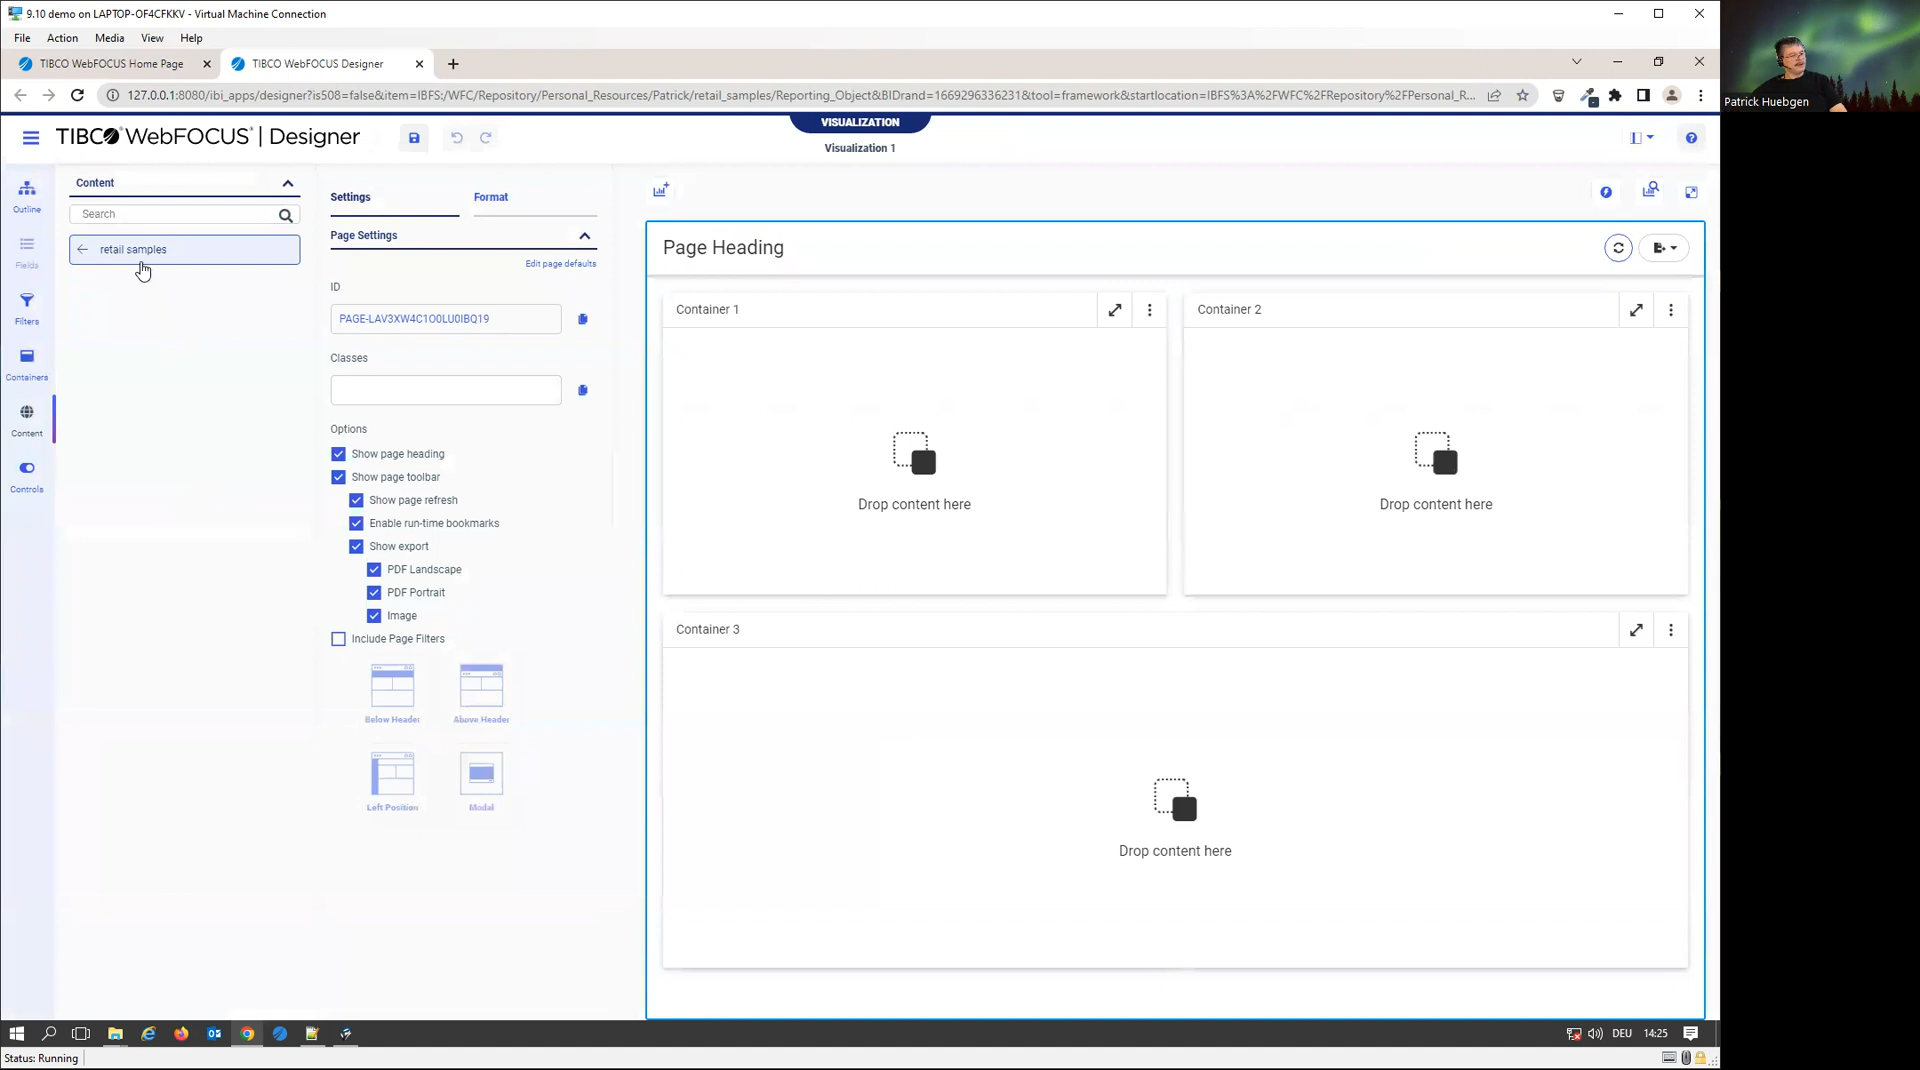 9.10 demo on LAPTOP-OF4CFKKV - Virtual Machine Connection
File Action Media View Help
TIBCO WebFOCUS Home Page
TIBCO WebFOCUS Designer
127.0.0.1:8080/ibi_apps/designer?is508=false&item=IBFS:/WFC/Repository/Personal_Resources/Patrick/retail_samples/Reporting_Object&BIDrand=1669296336231&tool=framework&startlocation=IBFS%3A%2FWFC%2FRepository%2FPersonal_R...
Patrick Huebgen
TIBCO WebFOCUS | Designer
VISUALIZATION
Visualization 1
Outline
Fields
Filters
Containers
Content
Controls
Content
Search
retail samples
Settings
Format
Page Settings
Edit page defaults
ID
PAGE-LAV3XW4C1O0LU0IBQ19
Classes
Options
Show page heading
Show page toolbar
Show page refresh
Enable run-time bookmarks
Show export
PDF Landscape
PDF Portrait
Image
Include Page Filters
Below Header
Above Header
Left Position
Modal
Page Heading
Container 1
Drop content here
Container 2
Drop content here
Container 3
Drop content here
DEU 14:25
Status: Running